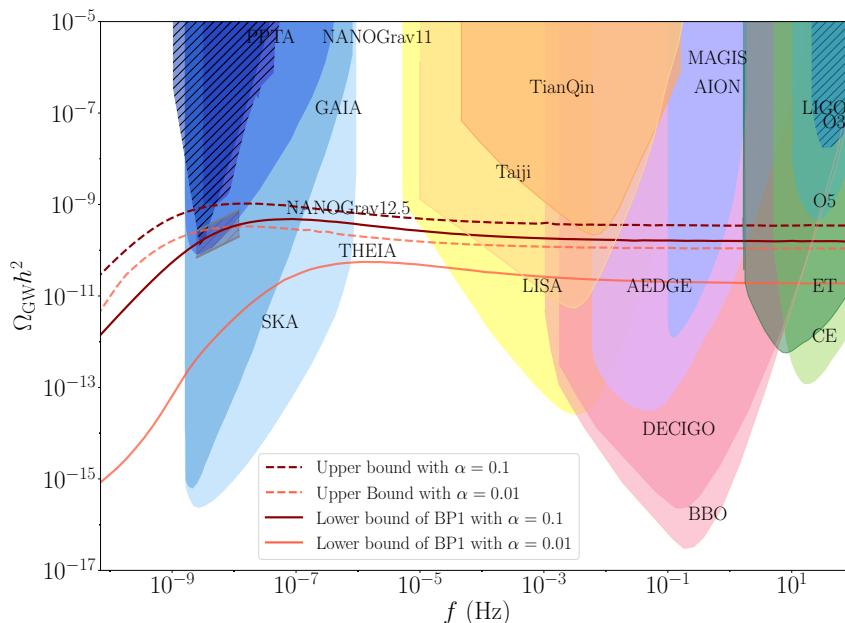 10^{-5}
PPTA
NANOGrav11
MAGIS
TianQin
AION
10^{-7}
GAIA
LIGO
O3
Taiji
10^{-9}
NANOGrav12.5
O5
THEIA
10^{-11}
SKA
LISA
AEDGE
ET
CE
Ω_{GW}h^2
10^{-13}
DECIGO
10^{-15}
BBO
10^{-17}
Upper bound with α = 0.1
Upper Bound with α = 0.01
Lower bound of BP1 with α = 0.1
Lower bound of BP1 with α = 0.01
10^{-9} 10^{-7} 10^{-5} 10^{-3} 10^{-1} 10^{1}
f (Hz)